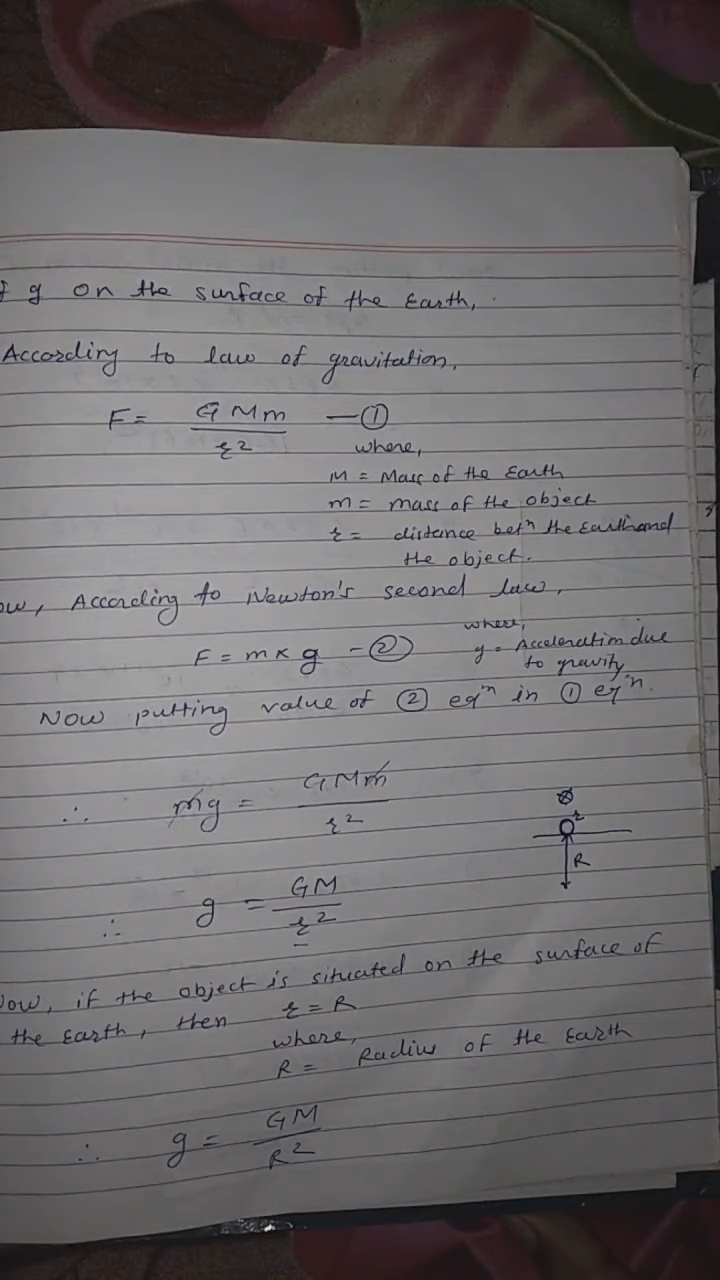 g on the surface of the Earth,
According to law of gravitation,
F = GMm / r² — ①
where,
M = Mass of the Earth
m = mass of the object
r = distance betⁿ the Earth and
the object.
ow, According to Newton's second law,
F = m × g — ②
where,
g = Acceleration due
to gravity
Now putting value of ② eqⁿ in ① eqⁿ.
∴ mg = GMm / r²
r
R
∴ g = GM / r²
Now, if the object is situated on the surface of
the Earth, then r = R
where,
R = Radius of the Earth
∴ g = GM / R²